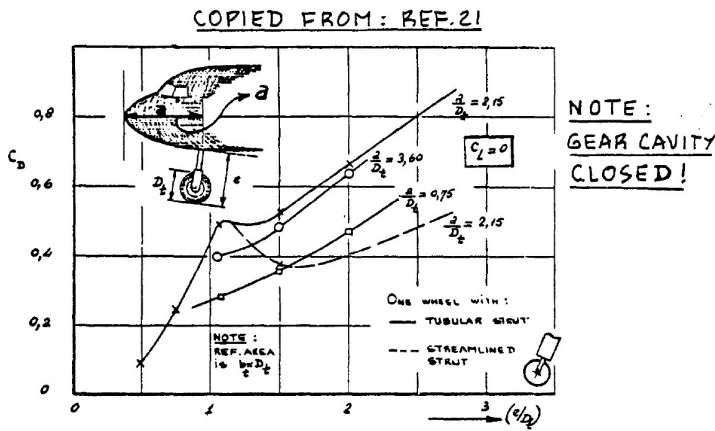 COPIED FROM: REF.21
a
a
D_t
e
a/D_t = 2,15
a/D_t = 3,60
C_L = 0
a/D_t = 0,75
a/D_t = 2,15
NOTE:
GEAR CAVITY
CLOSED!
C_D
0,8
0,6
0,4
0,2
0
NOTE:
REF. AREA
is b×D_t
ONE WHEEL WITH:
TUBULAR STRUT
STREAMLINED
STRUT
0
1
2
3
(e/D_t)